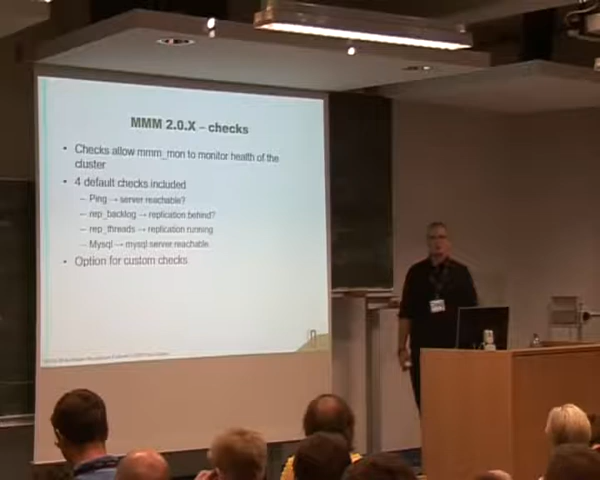 MMM 2.0.X – checks
• Checks allow mmm_mon to monitor health of the
cluster
• 4 default checks included
– Ping → server reachable?
– rep_backlog → replication behind?
– rep_threads → replication running
– Mysql → mysql server reachable
• Option for custom checks